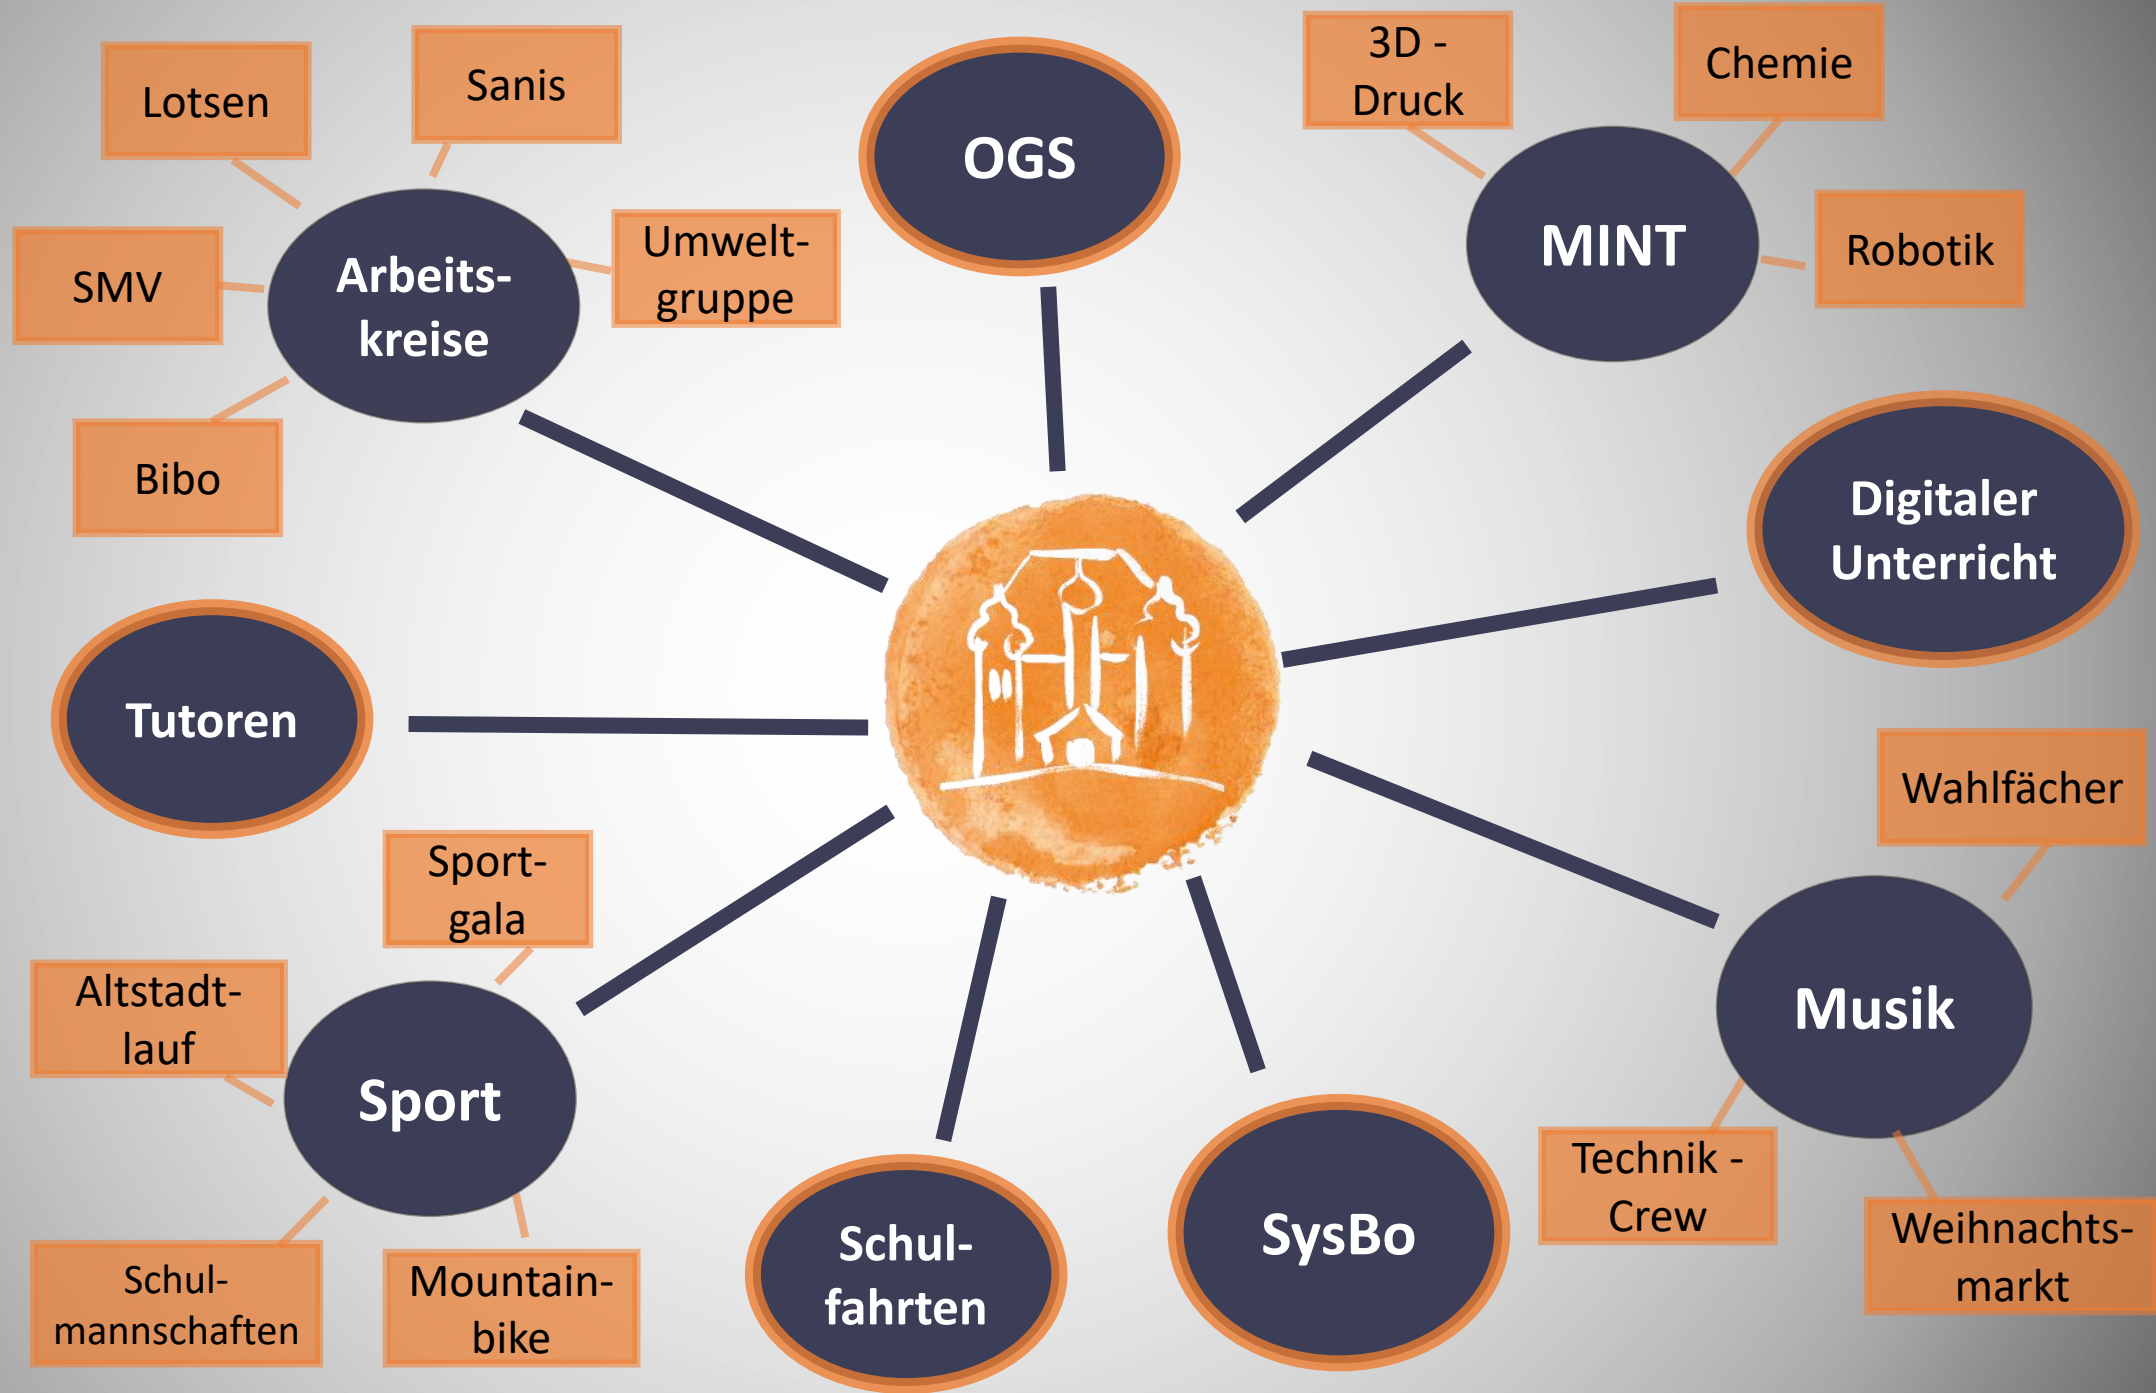 Lotsen
Sanis
SMV
Umwelt-
gruppe
Bibo
Arbeits-
kreise
OGS
3D -
Druck
Chemie
Robotik
MINT
Digitaler
Unterricht
Tutoren
Wahlfächer
Musik
Technik -
Crew
Weihnachts-
markt
Sport-
gala
Altstadt-
lauf
Sport
Schul-
mannschaften
Mountain-
bike
Schul-
fahrten
SysBo